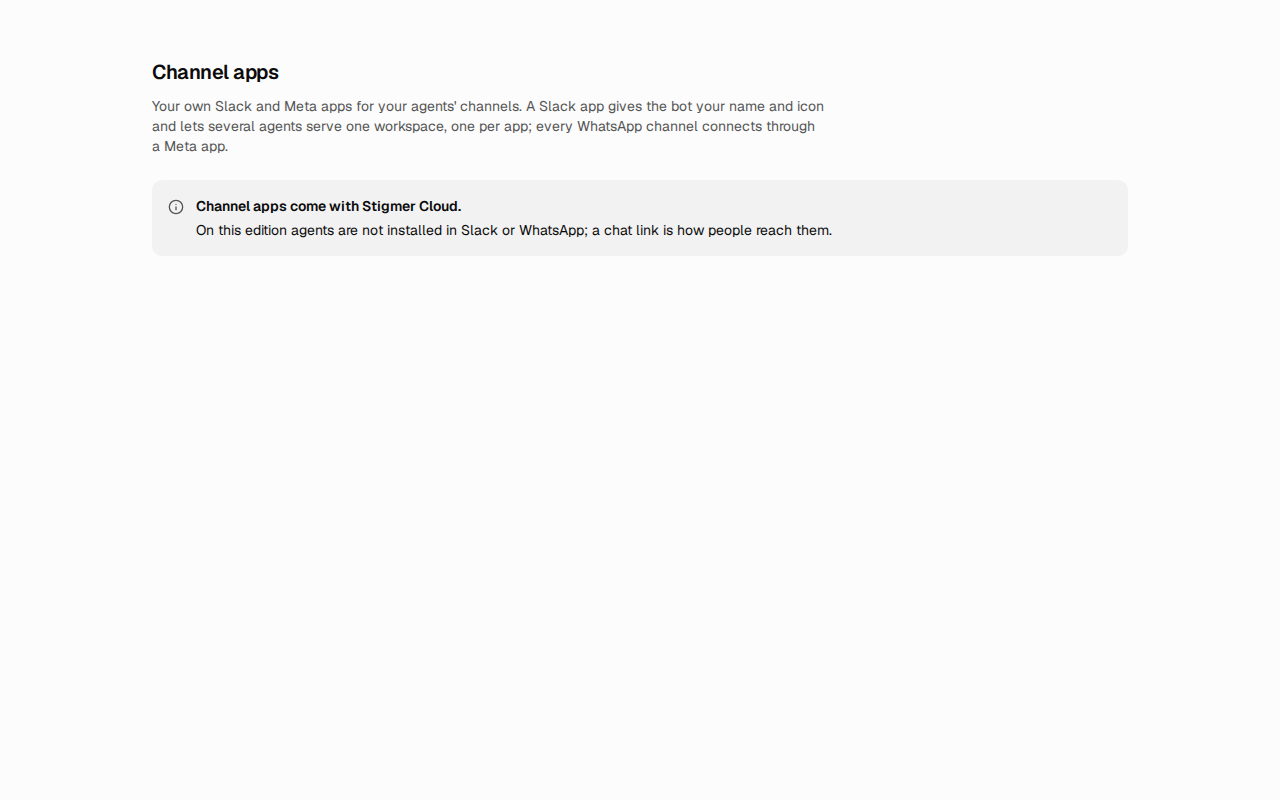 Channel apps
Your own Slack and Meta apps for your agents' channels. A Slack app gives the bot your name and icon
and lets several agents serve one workspace, one per app; every WhatsApp channel connects through
a Meta app.
Channel apps come with Stigmer Cloud.
On this edition agents are not installed in Slack or WhatsApp; a chat link is how people reach them.